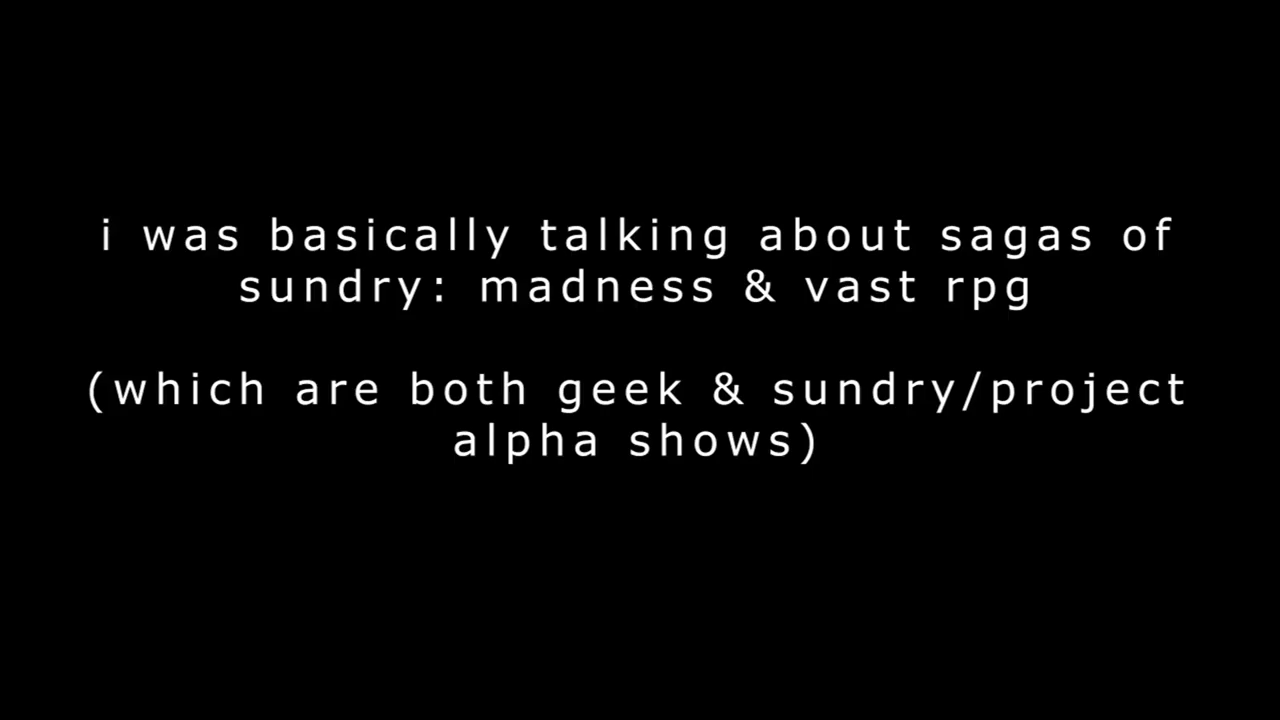 i was basically talking about sagas of
sundry: madness & vast rpg
(which are both geek & sundry/project
alpha shows)